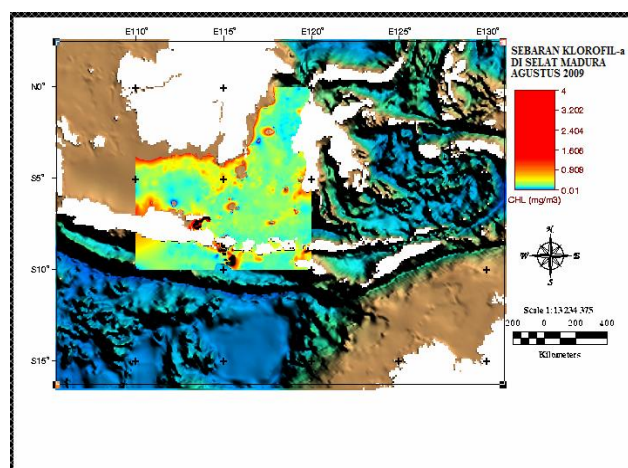 E110° E115° E120° E125° E130°
N0°
S5°
S10°
S15°
SEBARAN KLOROFIL-a
DI SELAT MADURA
AGUSTUS 2009
4
3.202
2.404
1.606
0.809
0.01
CHL (mg/m3)
N
W S
S
Scale 1:13 234 375
200 0 200 400
Kilometers